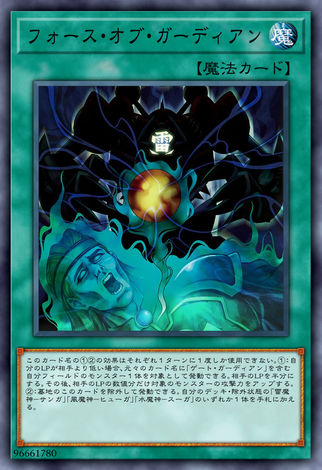 フォース・オブ・ガーディアン
魔
【魔法カード】
雷
このカード名の①②の効果はそれぞれ1ターンに1度しか使用できない。①:自
分のLPが相手より低い場合、元々のカード名に「ゲート・ガーディアン」を含む
自分フィールドのモンスター1体を対象として発動できる。相手のLPを半分に
する。その後、相手のLPの数値分だけ対象のモンスターの攻撃力をアップする。
②:墓地のこのカードを除外して発動できる。自分のデッキ・除外状態の「雷魔
神-サンガ」「風魔神-ヒューガ」「水魔神-スーガ」のいずれか1体を手札に加え
る。
96661780